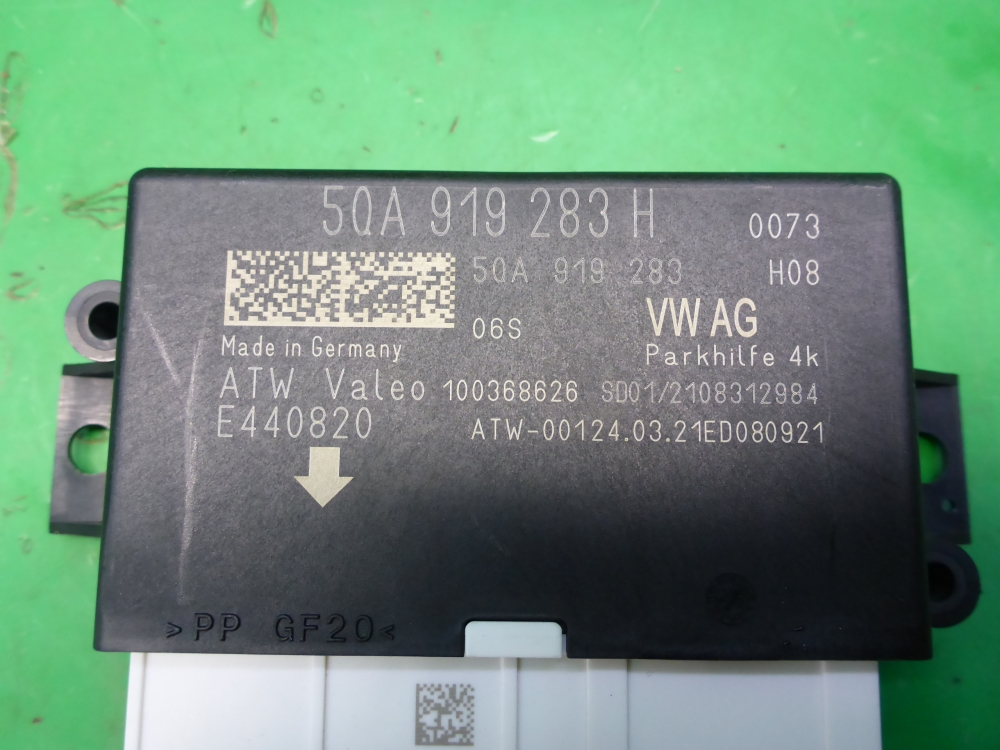 5QA 919 283 H
0073
5QA 919 283
H08
06S
VW AG
Made in Germany
Parkhilfe 4k
ATW Valeo 100368626 SD01/2108312984
E440820
ATW-00124.03.21ED080921
>PP GF20<